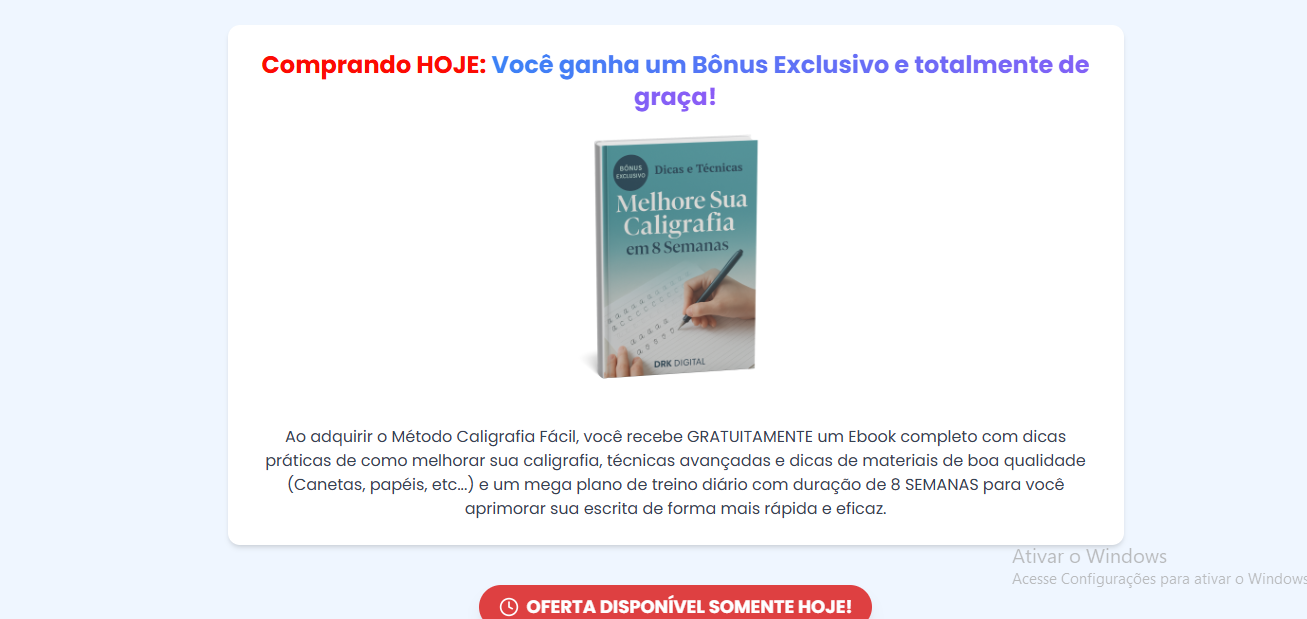 Comprando HOJE: Você ganha um Bônus Exclusivo e totalmente de
graça!
BÔNUS
EXCLUSIVO
Dicas e Técnicas
Melhore Sua
Caligrafia
em 8 Semanas
DRK DIGITAL
Ao adquirir o Método Caligrafia Fácil, você recebe GRATUITAMENTE um Ebook completo com dicas
práticas de como melhorar sua caligrafia, técnicas avançadas e dicas de materiais de boa qualidade
(Canetas, papéis, etc...) e um mega plano de treino diário com duração de 8 SEMANAS para você
aprimorar sua escrita de forma mais rápida e eficaz.
Ativar o Windows
Acesse Configurações para ativar o Windows
OFERTA DISPONÍVEL SOMENTE HOJE!